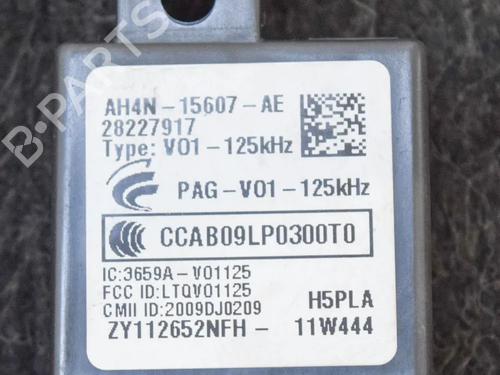 B-PARTS
AH4N-15607-AE
28227917
Type: V01-125kHz
PAG-V01-125kHz
CCAB09LP0300T0
IC:3659A-V01125
FCC ID:LTQV01125
CMII ID:2009DJ0209
H5PLA
ZY112652NFH- 11W444